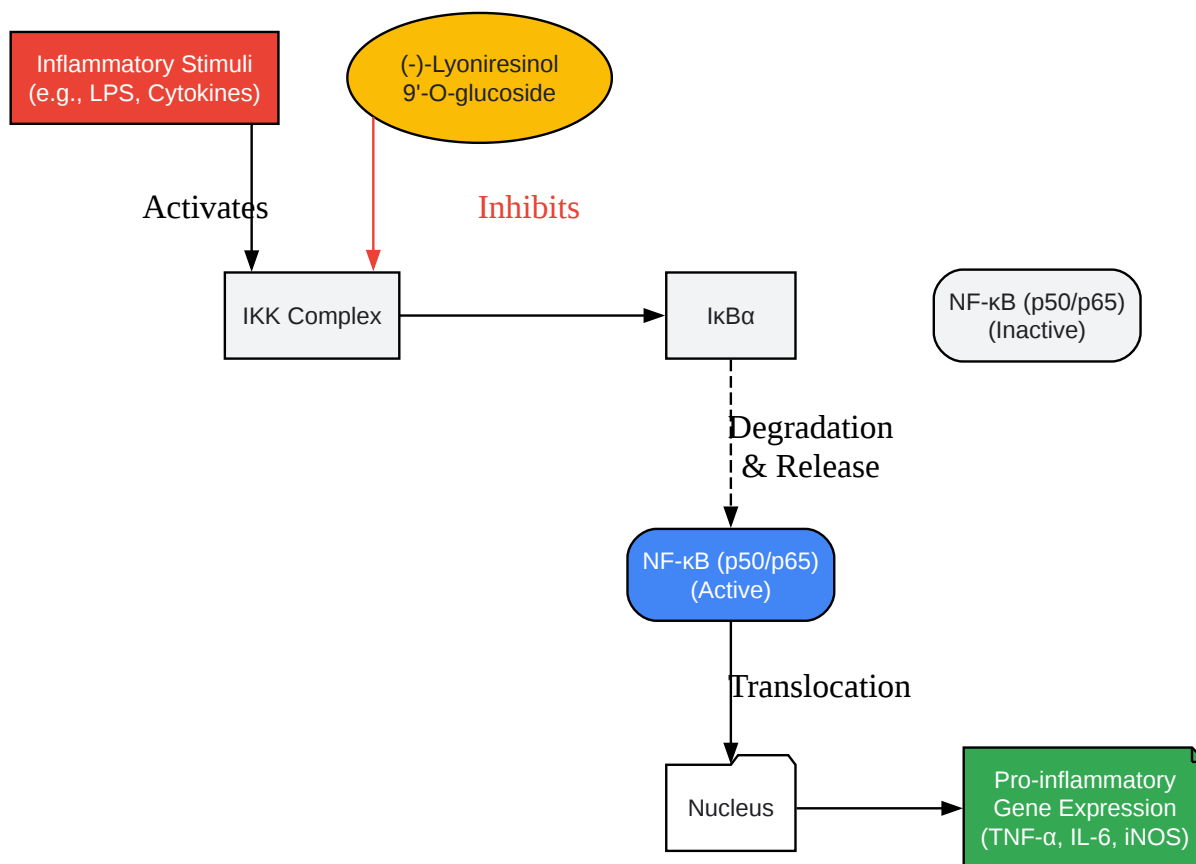 Inflammatory Stimuli
(e.g., LPS, Cytokines)
(-)-Lyoniresinol
9'-O-glucoside
Activates
Inhibits
IKK Complex
IκBα
NF-κB (p50/p65)
(Inactive)
Degradation
& Release
NF-κB (p50/p65)
(Active)
Translocation
Nucleus
Pro-inflammatory
Gene Expression
(TNF-α, IL-6, iNOS)